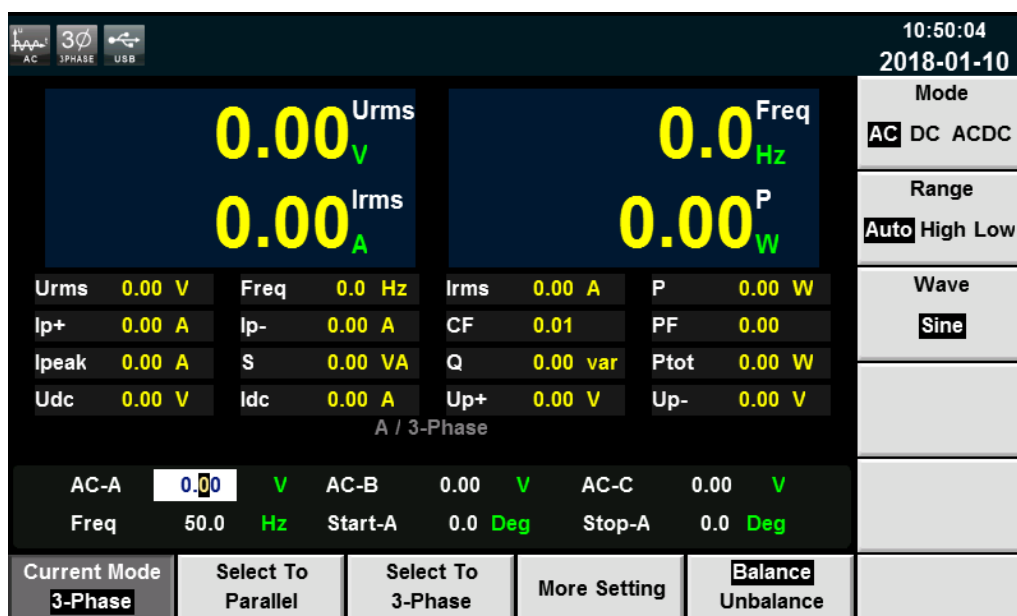 u t
AC 3Ø 3PHASE USB
10:50:04
2018-01-10
0.00 Urms V
0.0 Freq Hz
0.00 Irms A
0.00 P W
Mode
AC DC ACDC
Range
Auto High Low
Wave
Sine
Urms 0.00 V Freq 0.0 Hz Irms 0.00 A P 0.00 W
Ip+ 0.00 A Ip- 0.00 A CF 0.01 PF 0.00
Ipeak 0.00 A S 0.00 VA Q 0.00 var Ptot 0.00 W
Udc 0.00 V Idc 0.00 A Up+ 0.00 V Up- 0.00 V
A / 3-Phase
AC-A 0.00 V AC-B 0.00 V AC-C 0.00 V
Freq 50.0 Hz Start-A 0.0 Deg Stop-A 0.0 Deg
Current Mode
3-Phase
Select To
Parallel
Select To
3-Phase
More Setting
Balance
Unbalance